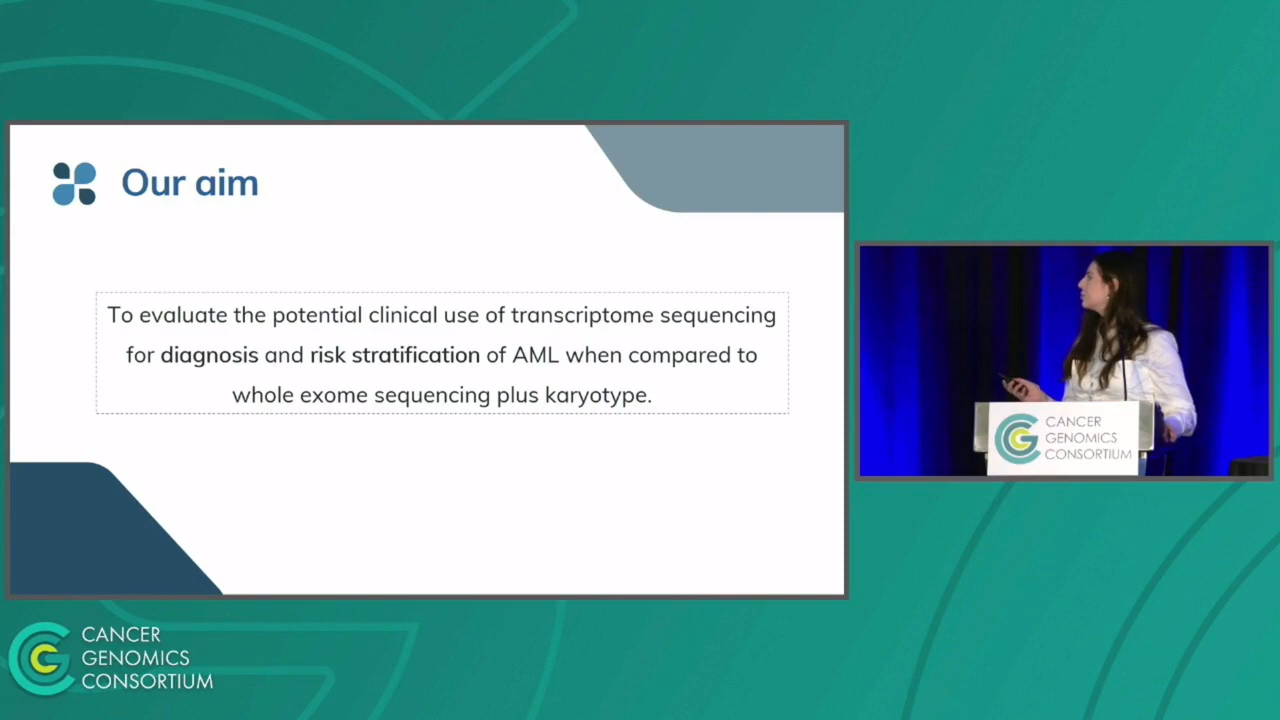 Our aim
To evaluate the potential clinical use of transcriptome sequencing
for diagnosis and risk stratification of AML when compared to
whole exome sequencing plus karyotype.
CANCER
GENOMICS
CONSORTIUM
CANCER
GENOMICS
CONSORTIUM